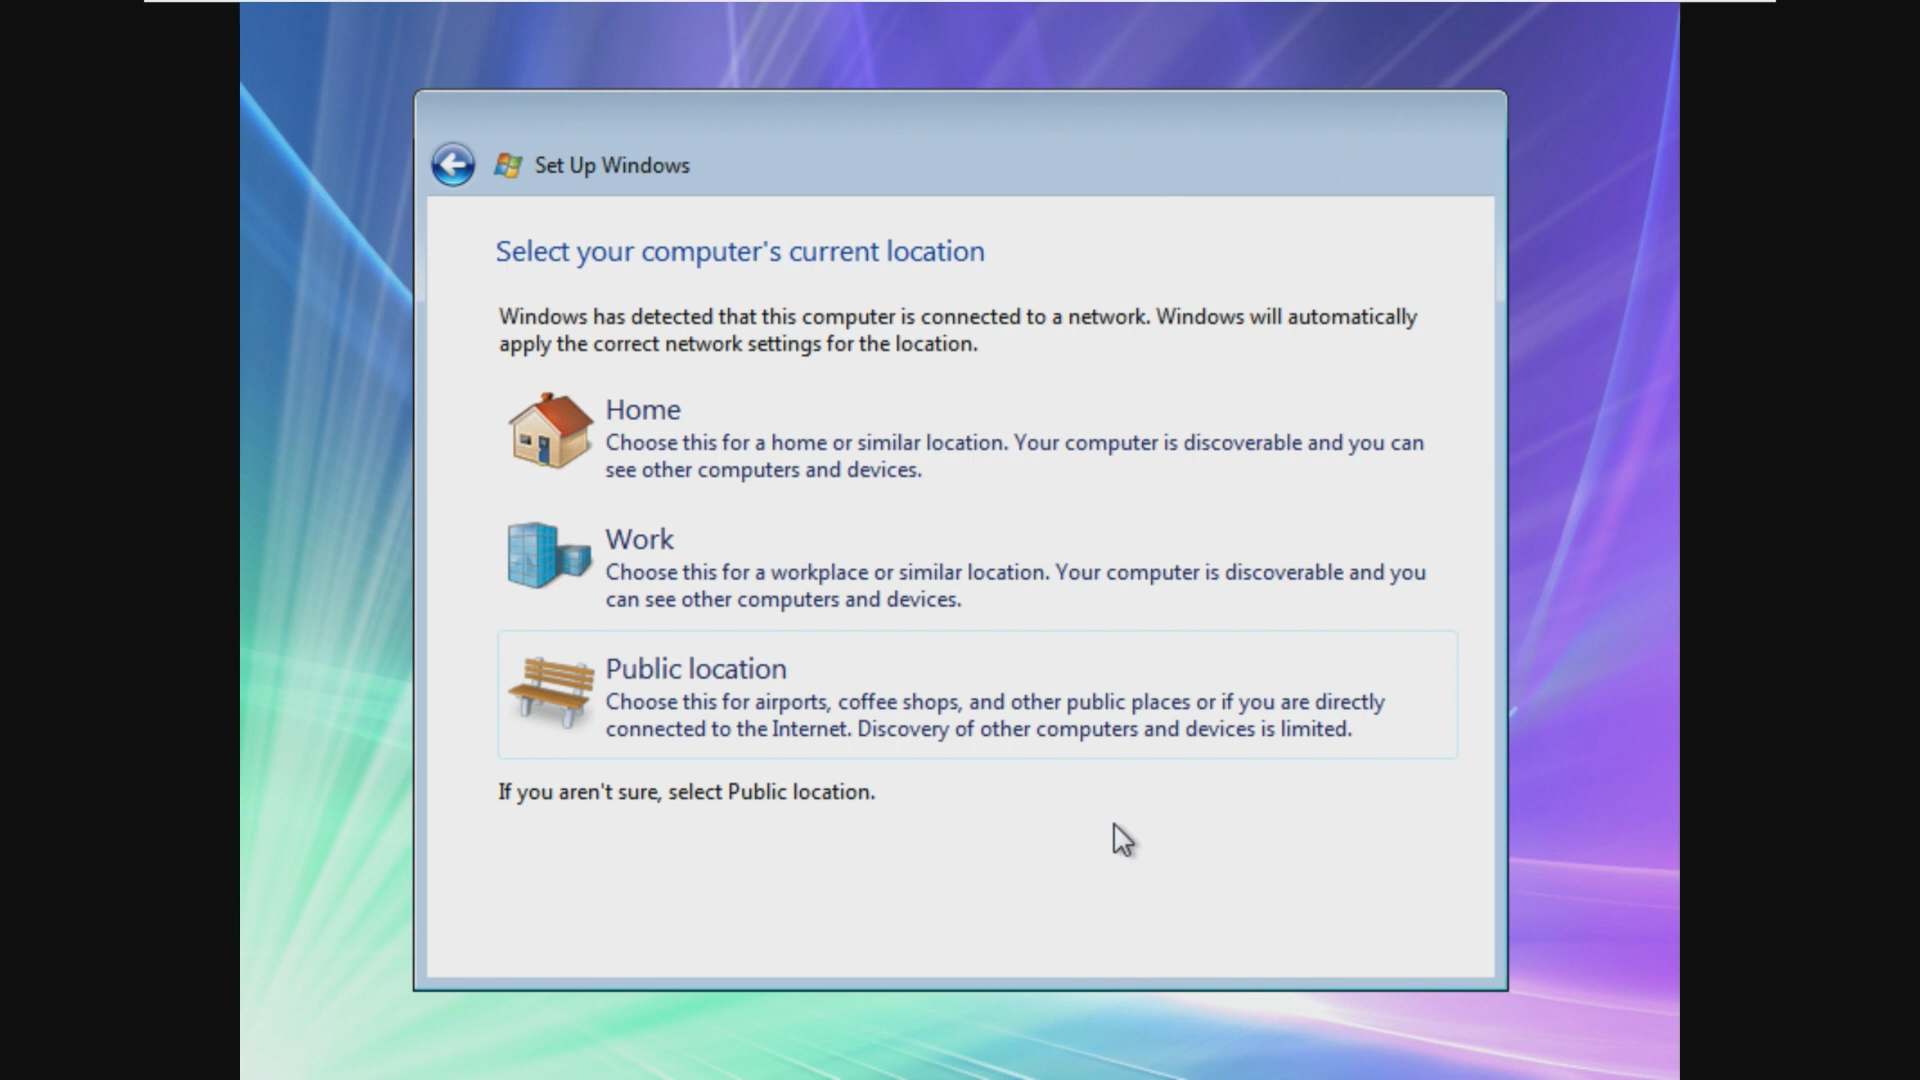 Set Up Windows
Select your computer's current location
Windows has detected that this computer is connected to a network. Windows will automatically
apply the correct network settings for the location.
Home
Choose this for a home or similar location. Your computer is discoverable and you can
see other computers and devices.
Work
Choose this for a workplace or similar location. Your computer is discoverable and you
can see other computers and devices.
Public location
Choose this for airports, coffee shops, and other public places or if you are directly
connected to the Internet. Discovery of other computers and devices is limited.
If you aren't sure, select Public location.